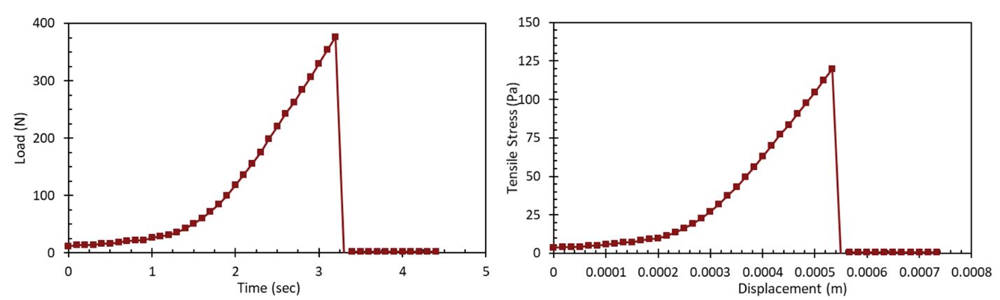 400
300
200
100
0
Load (N)
0 1 2 3 4 5
Time (sec)
150
125
100
75
50
25
0
Tensile Stress (Pa)
0 0.0001 0.0002 0.0003 0.0004 0.0005 0.0006 0.0007 0.0008
Displacement (m)